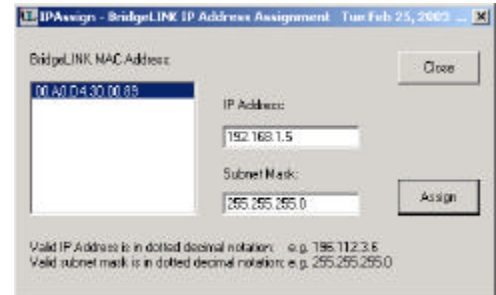 IPAssign - BridgeLINK IP Address Assignment Tue Feb 25, 2003
BridgeLINK MAC Address:
Close
00.A0.D4.30.00.89
IP Address:
192.168.1.5
Subnet Mask:
255.255.255.0
Assign
Valid IP Address is in dotted decimal notation: e.g. 196.112.3.6
Valid subnet mask is in dotted decimal notation: e.g. 255.255.255.0